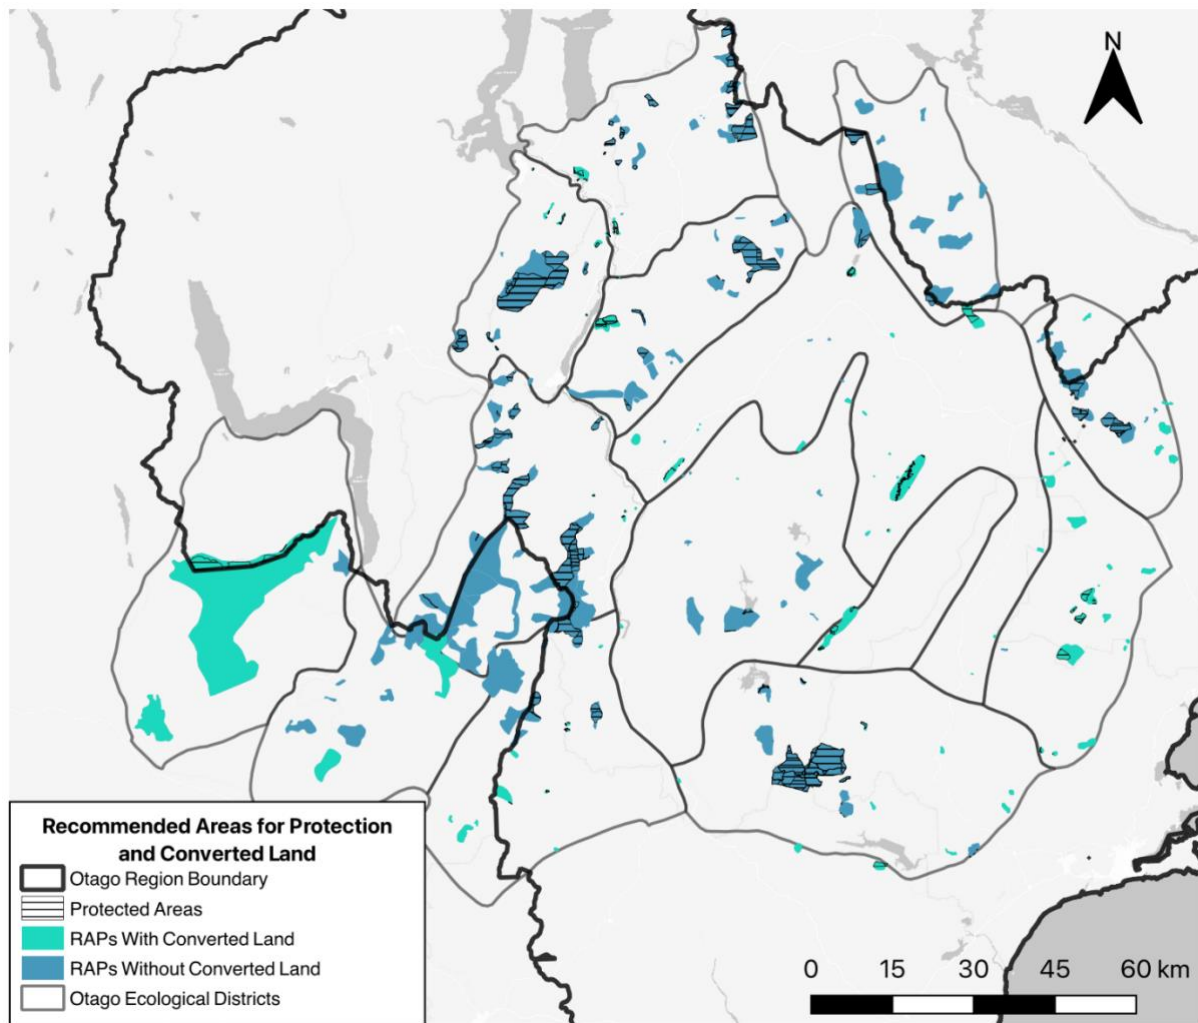 N
Recommended Areas for Protection
and Converted Land
Otago Region Boundary
Protected Areas
RAPs With Converted Land
RAPs Without Converted Land
Otago Ecological Districts
0 15 30 45 60 km